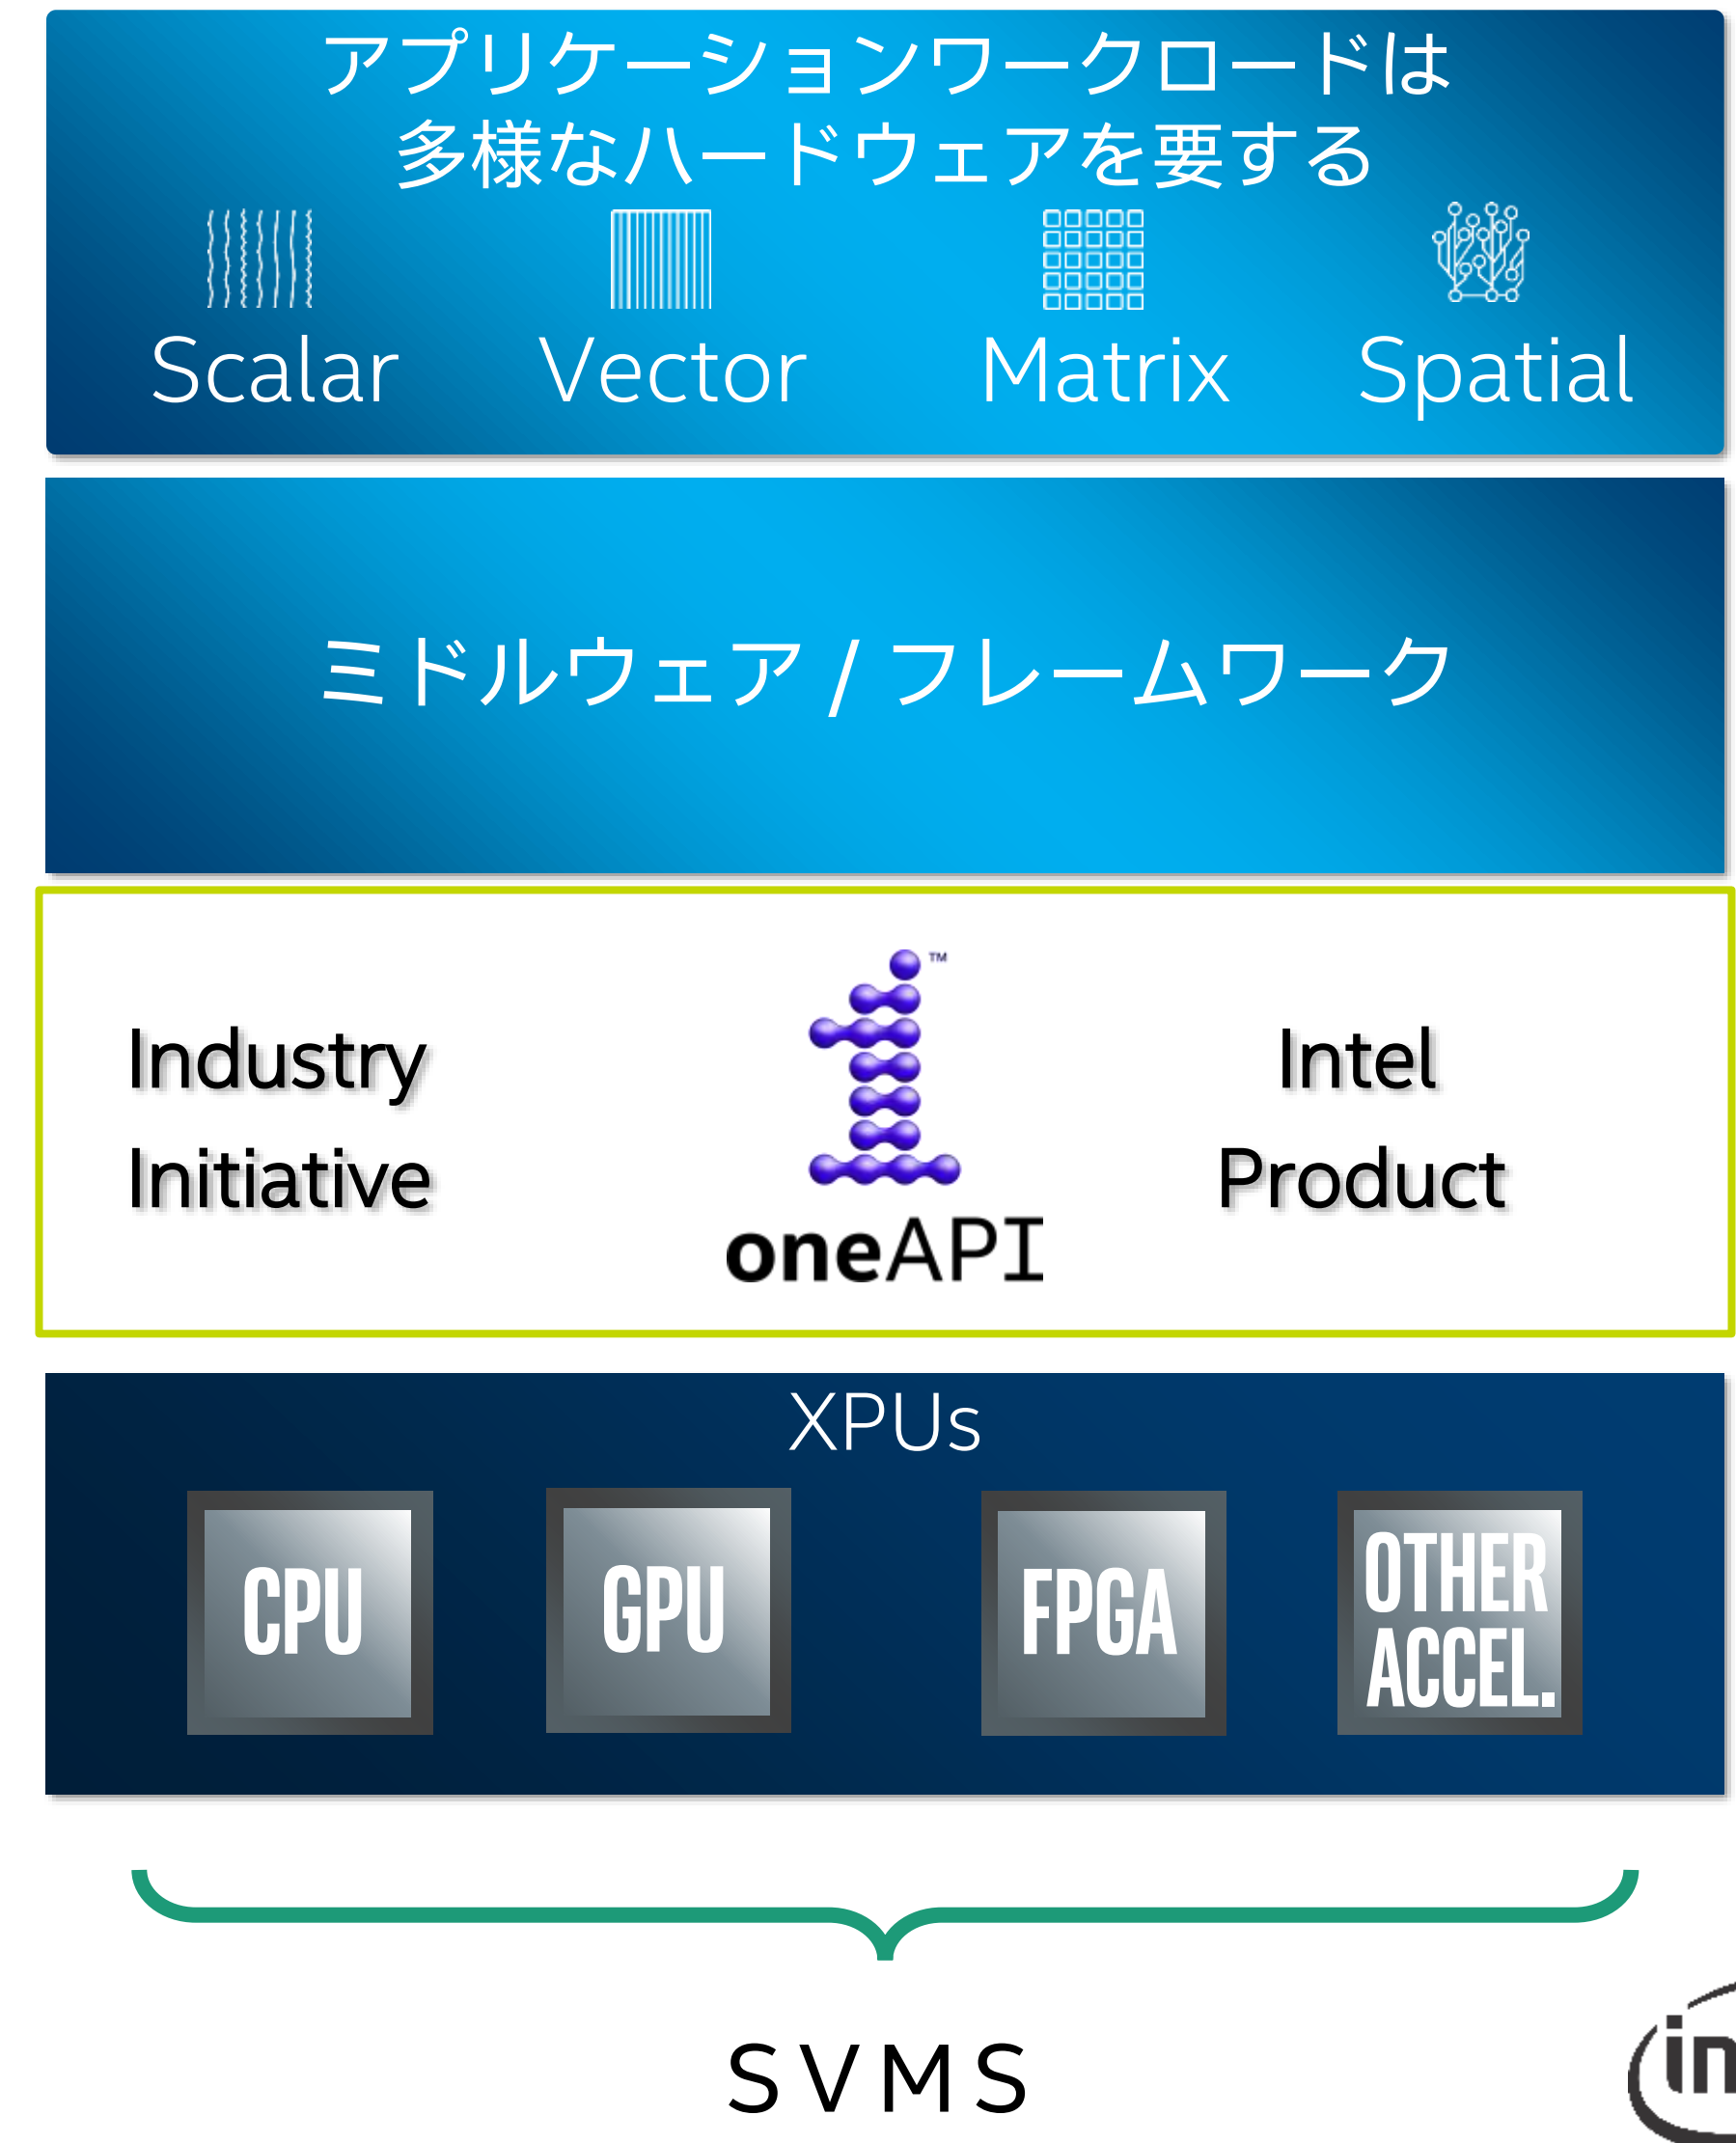 アプリケーションワークロードは
多様なハードウェアを要する
Scalar Vector Matrix Spatial
ミドルウェア / フレームワーク
Industry
Initiative
™
oneAPI
Intel
Product
XPUs
CPU GPU FPGA OTHER
ACCEL.
SVMS